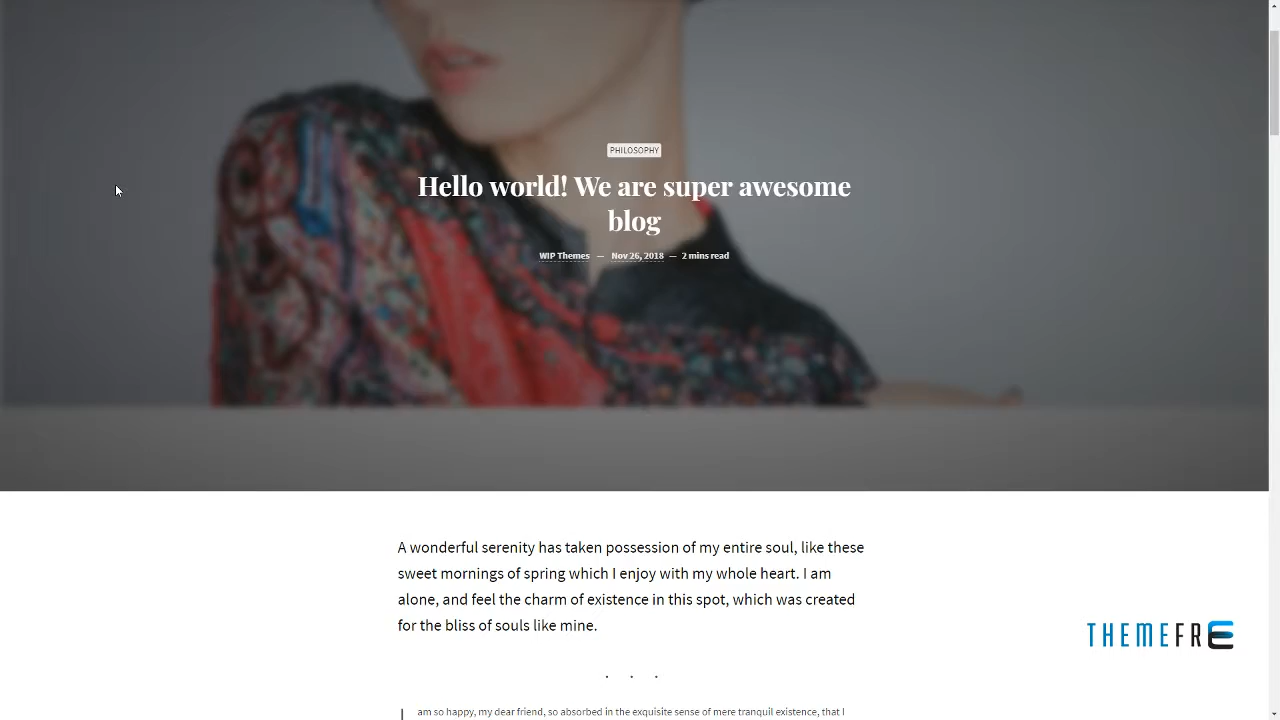 PHILOSOPHY
Hello world! We are super awesome
blog
WIP Themes — Nov 26, 2018 — 2 mins read
A wonderful serenity has taken possession of my entire soul, like these
sweet mornings of spring which I enjoy with my whole heart. I am
alone, and feel the charm of existence in this spot, which was created
for the bliss of souls like mine.
THEMEFRE
. . .
am so happy, my dear friend, so absorbed in the exquisite sense of mere tranquil existence, that I